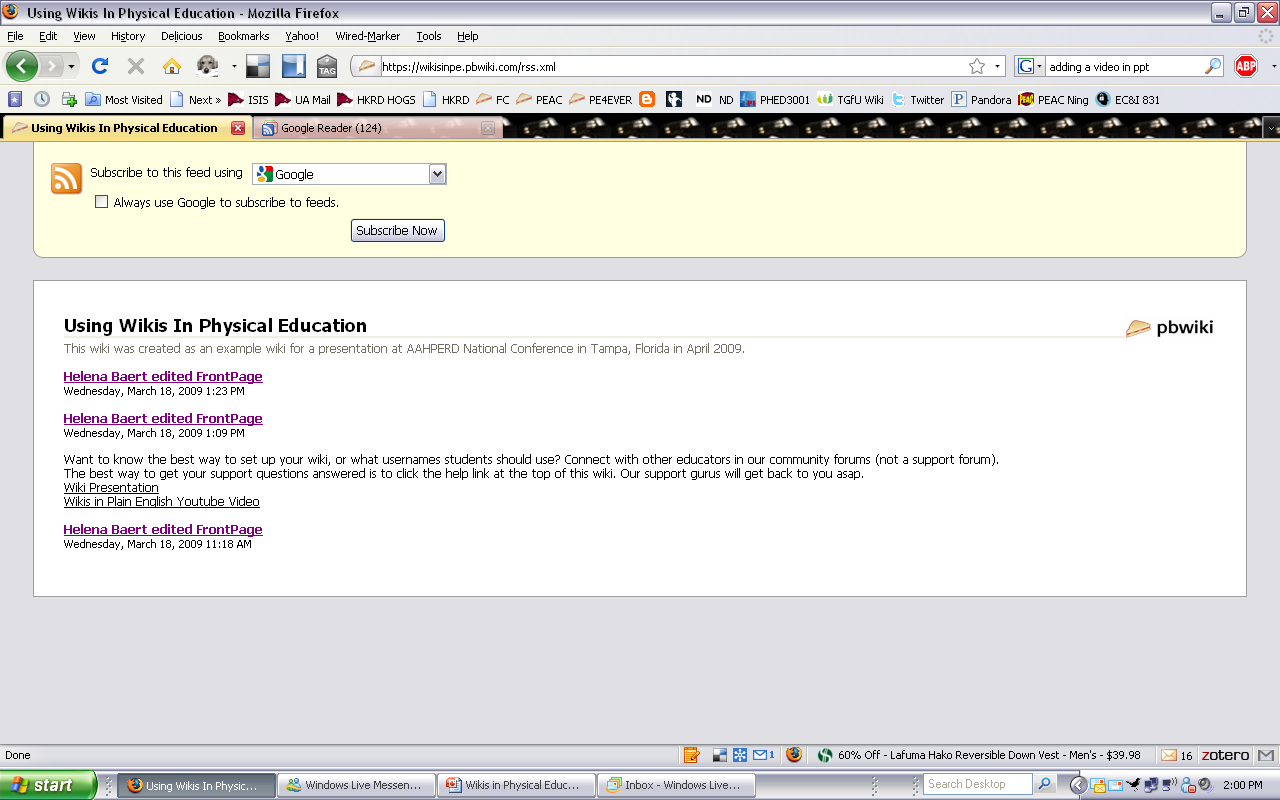 Using Wikis In Physical Education - Mozilla Firefox
File Edit View History Delicious Bookmarks Yahoo! Wired-Marker Tools Help
TAG https://wikisinpe.pbwiki.com/rss.xml G adding a video in ppt ABP
Most Visited Next » ISIS UA Mail HKRD HOGS HKRD FC PEAC PE4EVER ND ND PHED3001 TGfU Wiki Twitter Pandora PEAC Ning EC&I 831
Using Wikis In Physical Education Google Reader (124)
Subscribe to this feed using Google
Always use Google to subscribe to feeds.
Subscribe Now
Using Wikis In Physical Education pbwiki
This wiki was created as an example wiki for a presentation at AAHPERD National Conference in Tampa, Florida in April 2009.
Helena Baert edited FrontPage
Wednesday, March 18, 2009 1:23 PM
Helena Baert edited FrontPage
Wednesday, March 18, 2009 1:09 PM
Want to know the best way to set up your wiki, or what usernames students should use? Connect with other educators in our community forums (not a support forum).
The best way to get your support questions answered is to click the help link at the top of this wiki. Our support gurus will get back to you asap.
Wiki Presentation
Wikis in Plain English Youtube Video
Helena Baert edited FrontPage
Wednesday, March 18, 2009 11:18 AM
Done 1 60% Off - Lafuma Hako Reversible Down Vest - Men's - $39.98 16 zotero
start Using Wikis In Physic... Windows Live Messen... Wikis in Physical Educ... Inbox - Windows Live... Search Desktop 2:00 PM